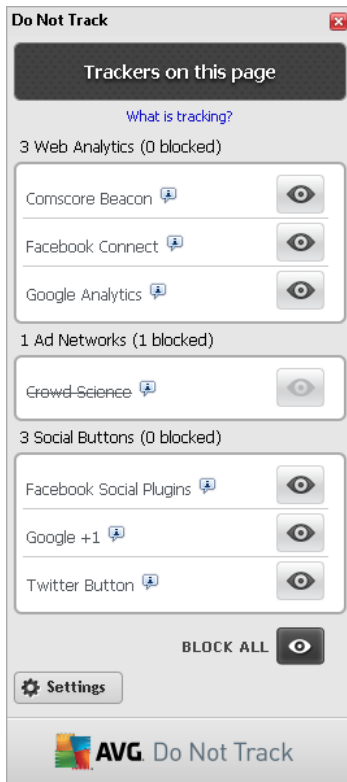 Do Not Track
Trackers on this page
What is tracking?
3 Web Analytics (0 blocked)
Comscore Beacon
Facebook Connect
Google Analytics
1 Ad Networks (1 blocked)
Crowd Science
3 Social Buttons (0 blocked)
Facebook Social Plugins
Google +1
Twitter Button
BLOCK ALL
Settings
AVG. Do Not Track